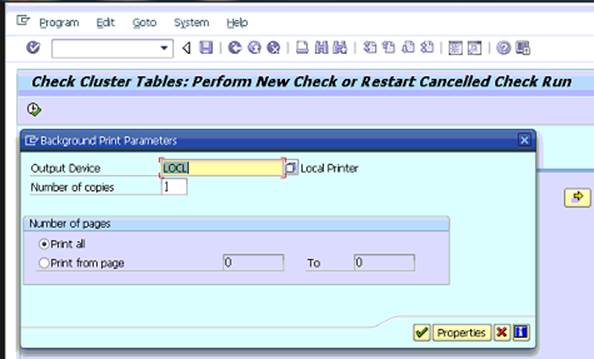 Program Edit Goto System Help
Check Cluster Tables: Perform New Check or Restart Cancelled Check Run
Background Print Parameters
Output Device LOCL Local Printer
Number of copies 1
Number of pages
Print all
Print from page 0 To 0
Properties